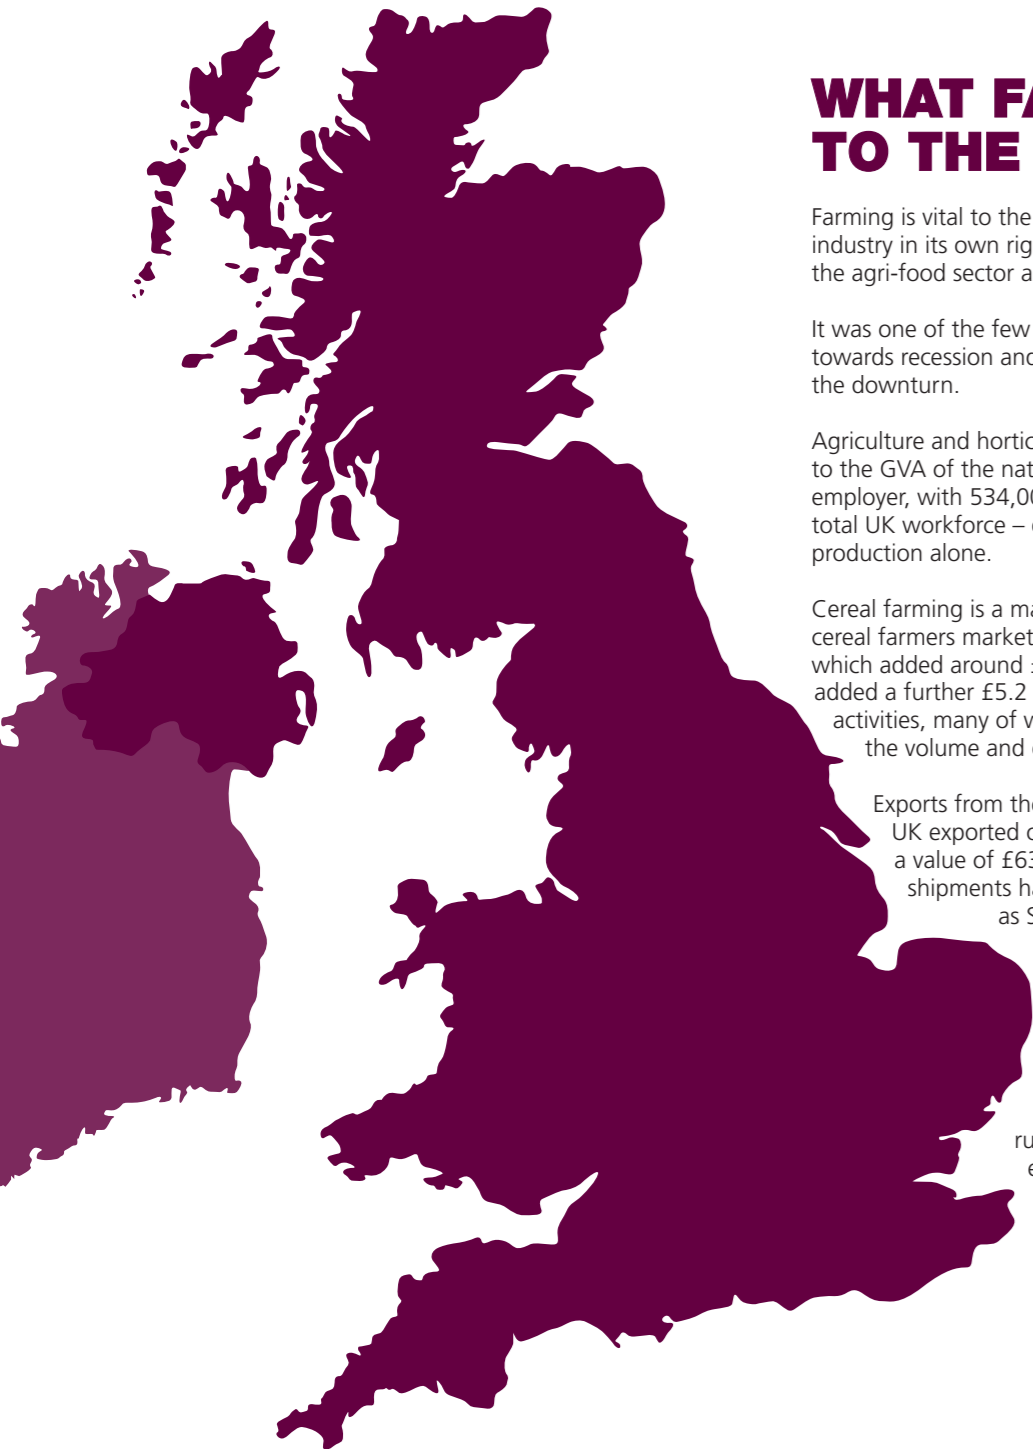 WHAT FA
TO THE
Farming is vital to the
industry in its own rig
the agri-food sector a
It was one of the few
towards recession and
the downturn.
Agriculture and hortic
to the GVA of the nat
employer, with 534,00
total UK workforce –
production alone.
Cereal farming is a ma
cereal farmers market
which added around
added a further £5.2
activities, many of v
the volume and
Exports from the
UK exported
a value of £63
shipments ha
as S
ru
e